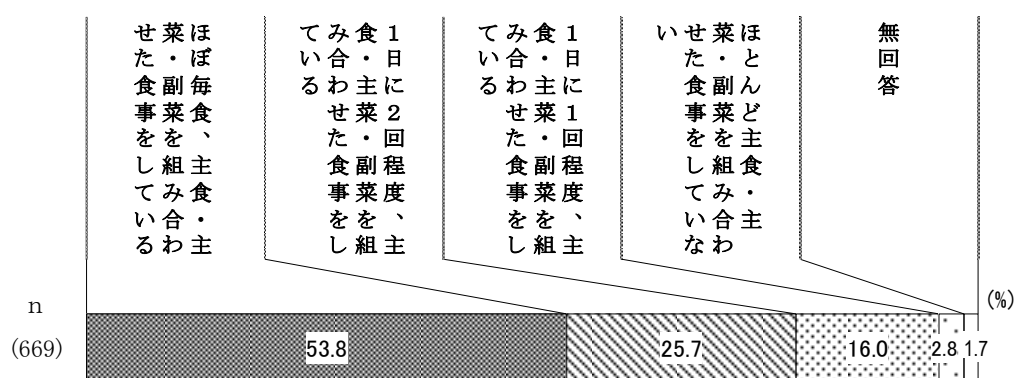 ほぼ毎食、主食・主
菜・副菜を組み合わ
せた食事をしている
1日に2回程度、主
食・主菜・副菜を組
み合わせた食事をし
ている
1日に1回程度、主
食・主菜・副菜を組
み合わせた食事をし
ている
ほとんど主食・主
菜・副菜を組み合わ
せた食事をしていな
い
無回答
(%)
n
(669)
53.8
25.7
16.0
2.8
1.7